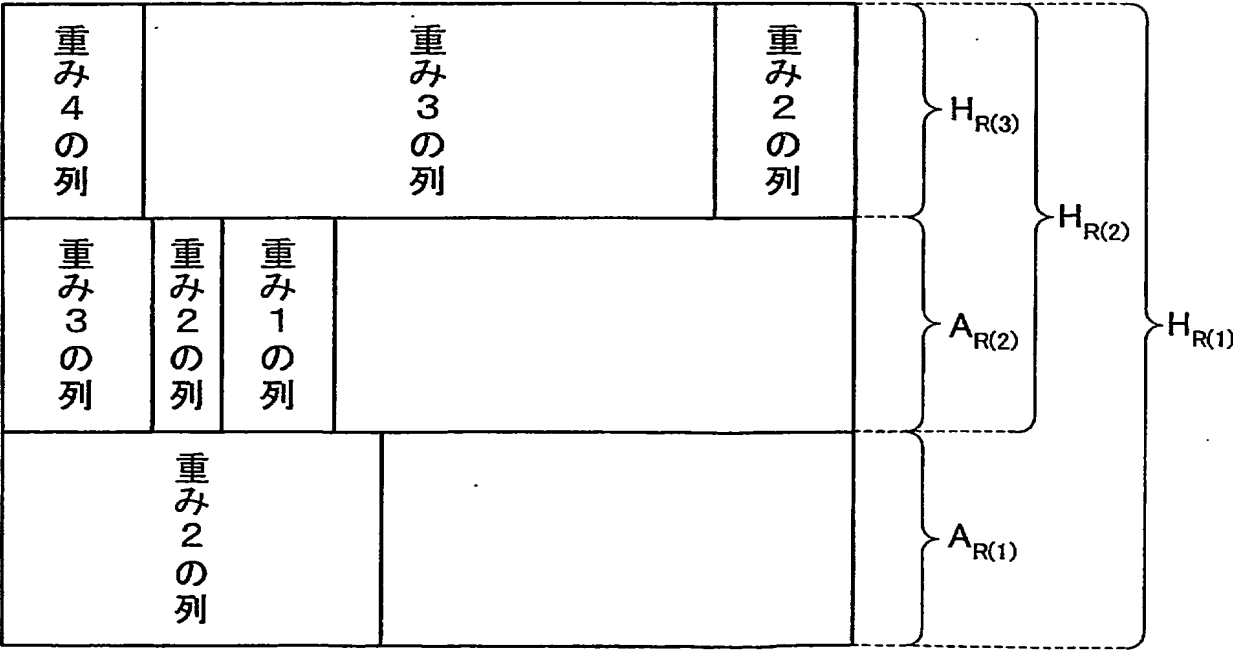 重み4の列
重み3の列
重み2の列
H_R(3)
H_R(2)
重み3の列
重み2の列
重み1の列
A_R(2)
H_R(1)
重み2の列
A_R(1)